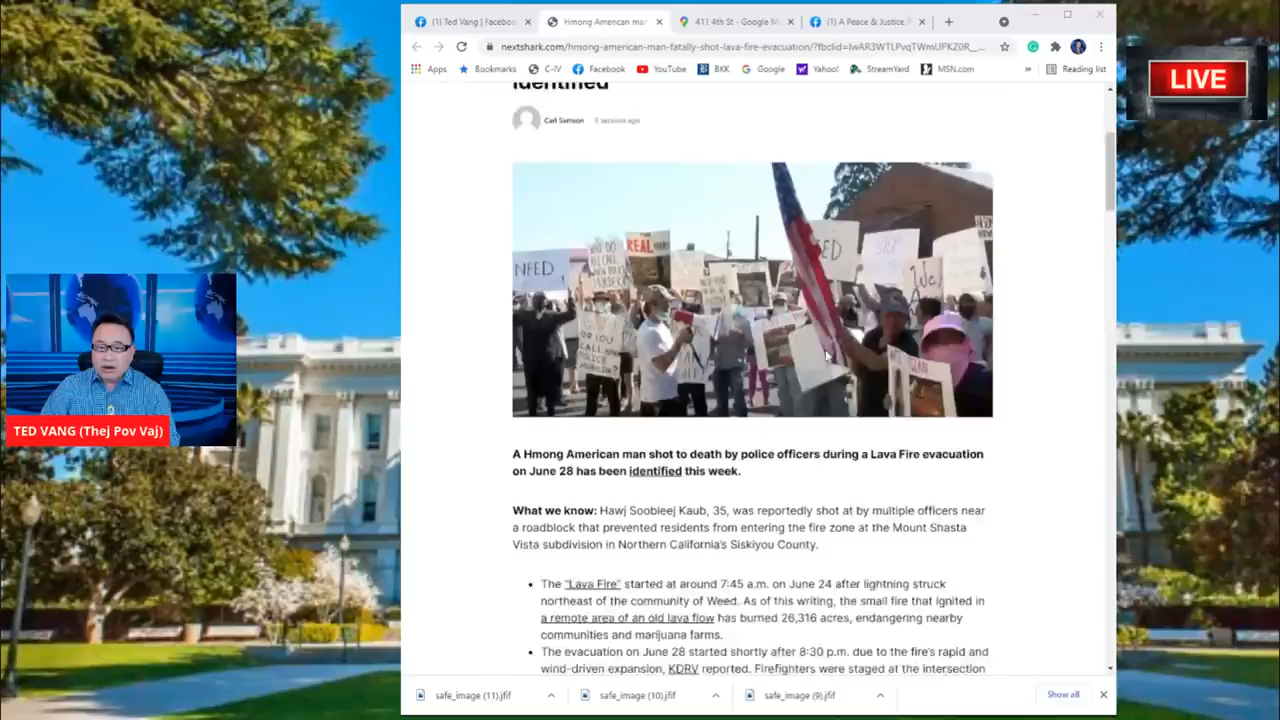 (1) Ted Vang | Faceboo
Hmong American ma
411 4th St - Google M
(1) A Peace & Justice
nextshark.com/hmong-american-man-fatally-shot-lava-fire-evacuation/?fbclid=IwAR3WTLPvqTWmUPKZ0R_...
Apps
Bookmarks
C-IV
Facebook
YouTube
BKK
Google
Yahoo!
StreamYard
MSN.com
»
Reading list
LIVE
Identified
Carl Samson
5 seconds ago
NEED
REAL
We
A Hmong American man shot to death by police officers during a Lava Fire evacuation
on June 28 has been identified this week.
What we know: Hawj Soobleej Kaub, 35, was reportedly shot at by multiple officers near
a roadblock that prevented residents from entering the fire zone at the Mount Shasta
Vista subdivision in Northern California's Siskiyou County.
• The "Lava Fire" started at around 7:45 a.m. on June 24 after lightning struck
northeast of the community of Weed. As of this writing, the small fire that ignited in
a remote area of an old lava flow has burned 26,316 acres, endangering nearby
communities and marijuana farms.
• The evacuation on June 28 started shortly after 8:30 p.m. due to the fire's rapid and
wind-driven expansion, KDRV reported. Firefighters were staged at the intersection
TED VANG (Thej Pov Vaj)
safe_image (11).jfif
safe_image (10).jfif
safe_image (9).jfif
Show all